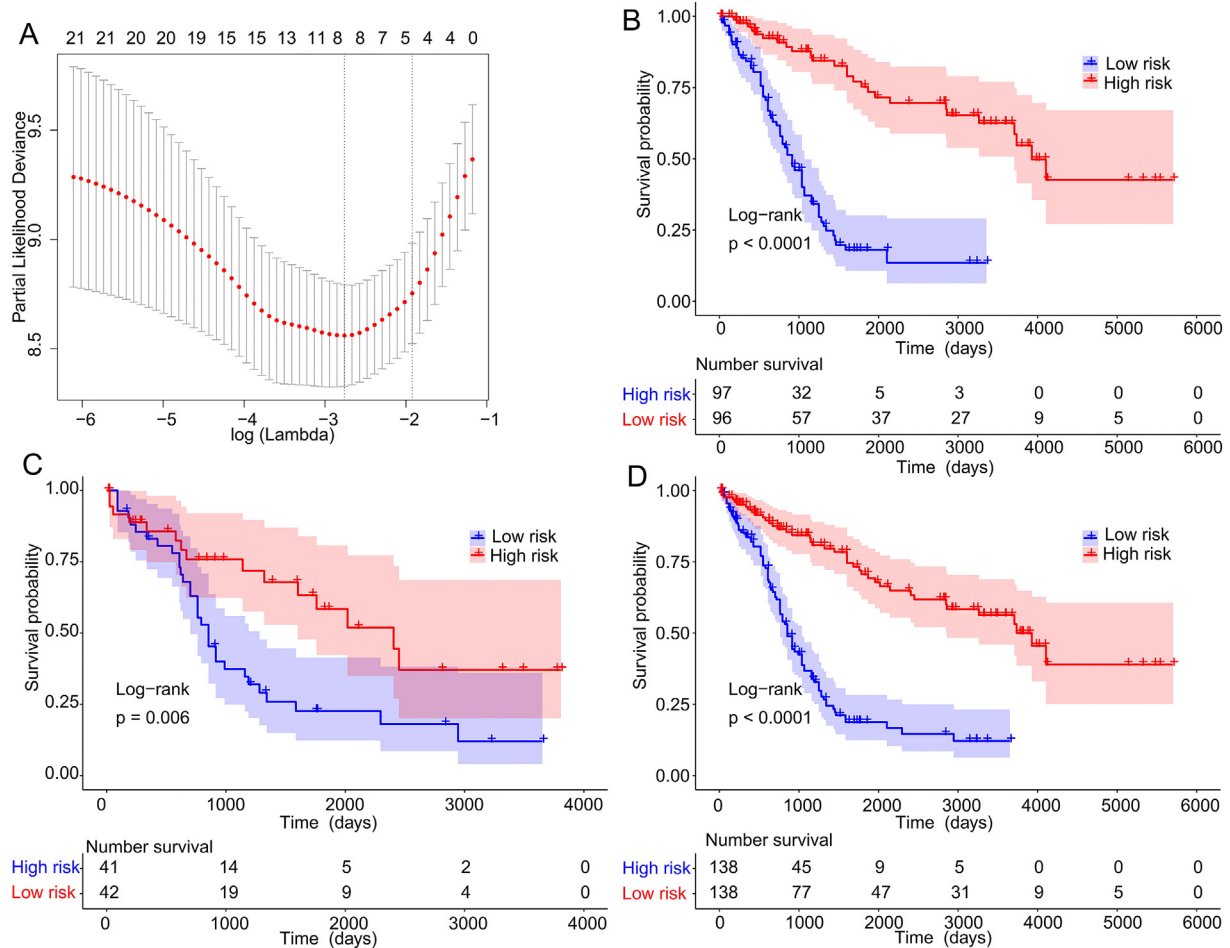 A
21 21 20 20 19 15 15 13 11 8 8 7 5 4 4 0
Partial Likelihood Deviance
9.5
9.0
8.5
−6 −5 −4 −3 −2 −1
log (Lambda)
B
Survival probability
1.00
0.75
0.50
0.25
0.00
Low risk
High risk
Log−rank
p < 0.0001
0 1000 2000 3000 4000 5000 6000
Time (days)
Number survival
High risk 97 32 5 3 0 0 0
Low risk 96 57 37 27 9 5 0
0 1000 2000 3000 4000 5000 6000
Time (days)
C
Survival probability
1.00
0.75
0.50
0.25
0.00
Low risk
High risk
Log−rank
p = 0.006
0 1000 2000 3000 4000
Time (days)
Number survival
High risk 41 14 5 2 0
Low risk 42 19 9 4 0
0 1000 2000 3000 4000
Time (days)
D
Survival probability
1.00
0.75
0.50
0.25
0.00
Low risk
High risk
Log−rank
p < 0.0001
0 1000 2000 3000 4000 5000 6000
Time (days)
Number survival
High risk 138 45 9 5 0 0 0
Low risk 138 77 47 31 9 5 0
0 1000 2000 3000 4000 5000 6000
Time (days)